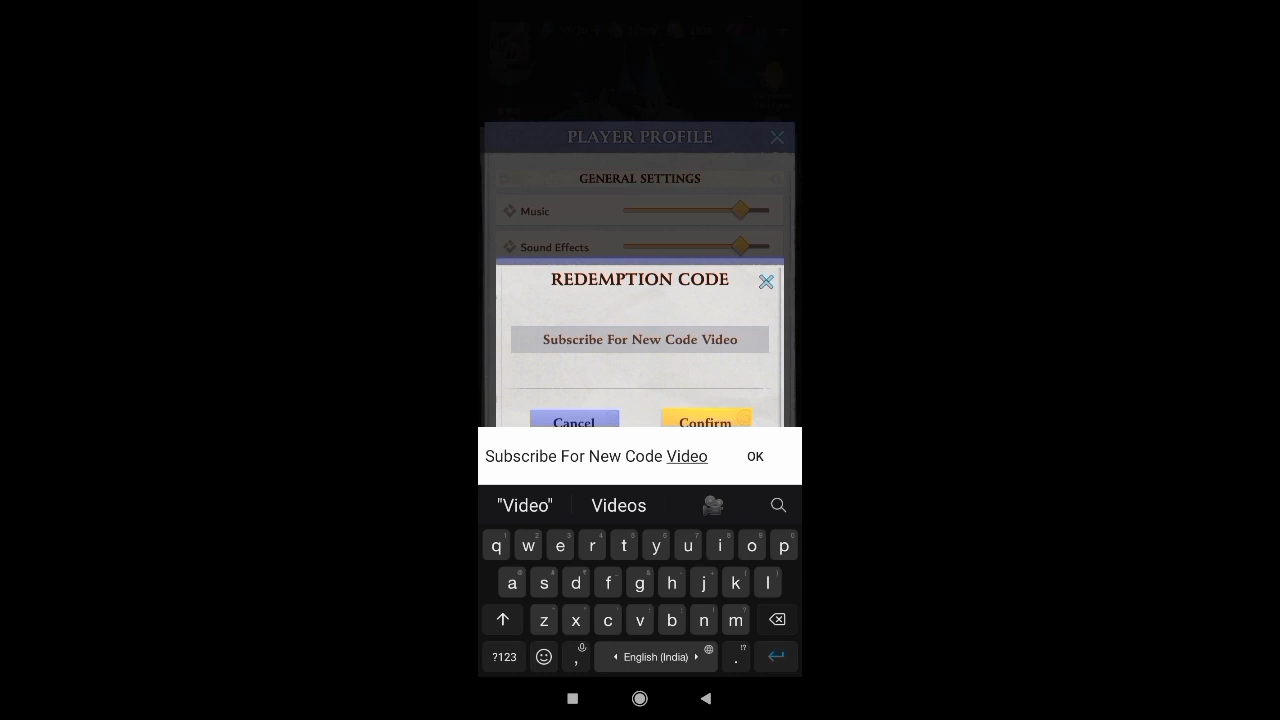 PLAYER PROFILE
GENERAL SETTINGS
Music
Sound Effects
REDEMPTION CODE
Subscribe For New Code Video
Cancel
Confirm
Subscribe For New Code Video
OK
"Video"
Videos
q w e r t y u i o p
a s d f g h j k l
z x c v b n m
?123
,
English (India)
.